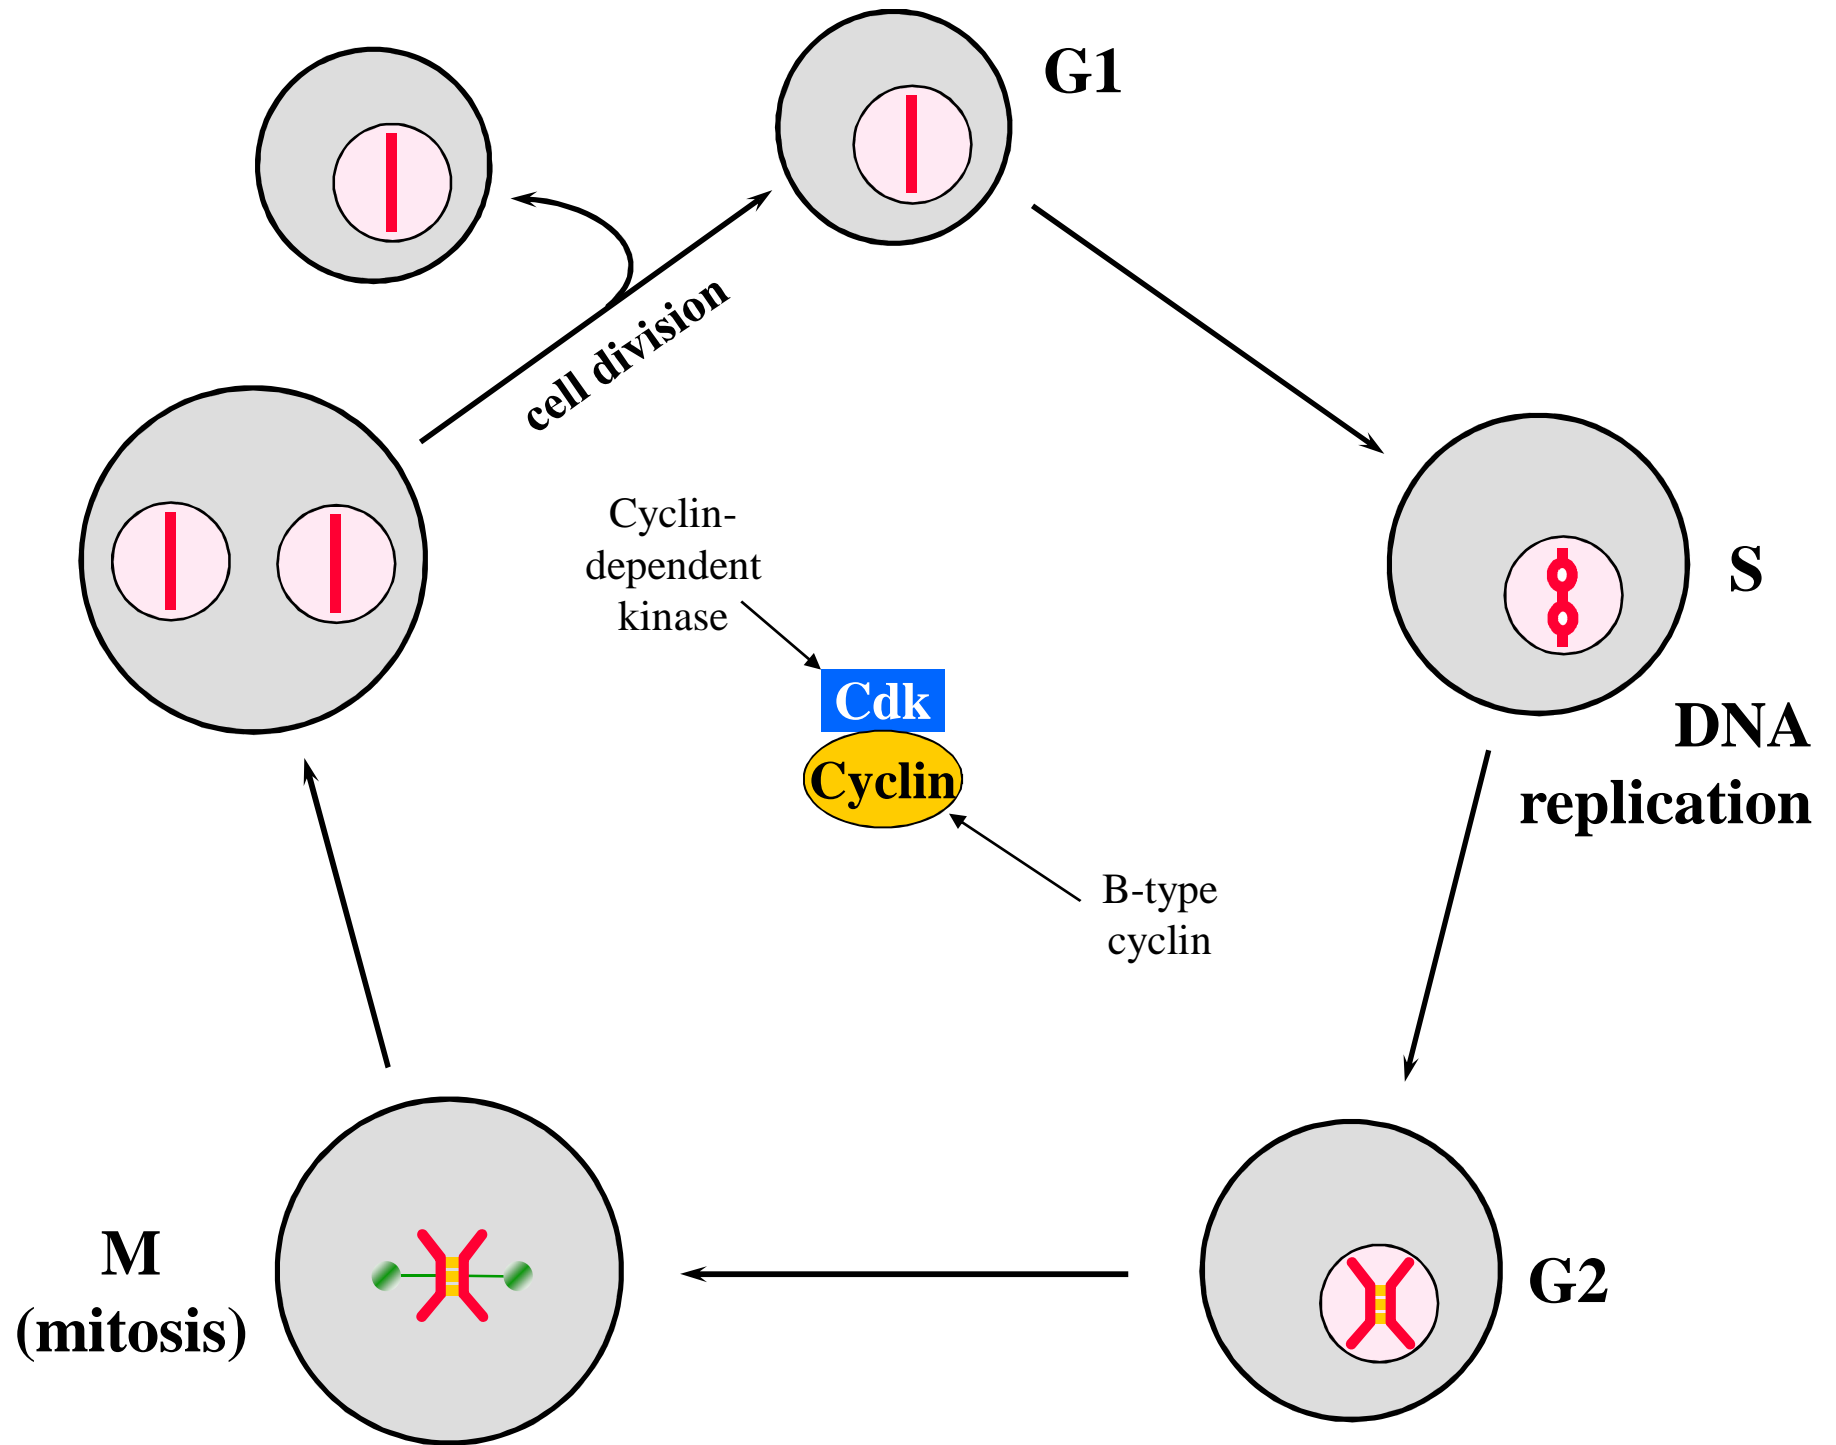 G1
cell division
Cyclin-
dependent
kinase
S
Cdk
DNA
replication
Cyclin
B-type
cyclin
M
(mitosis)
G2